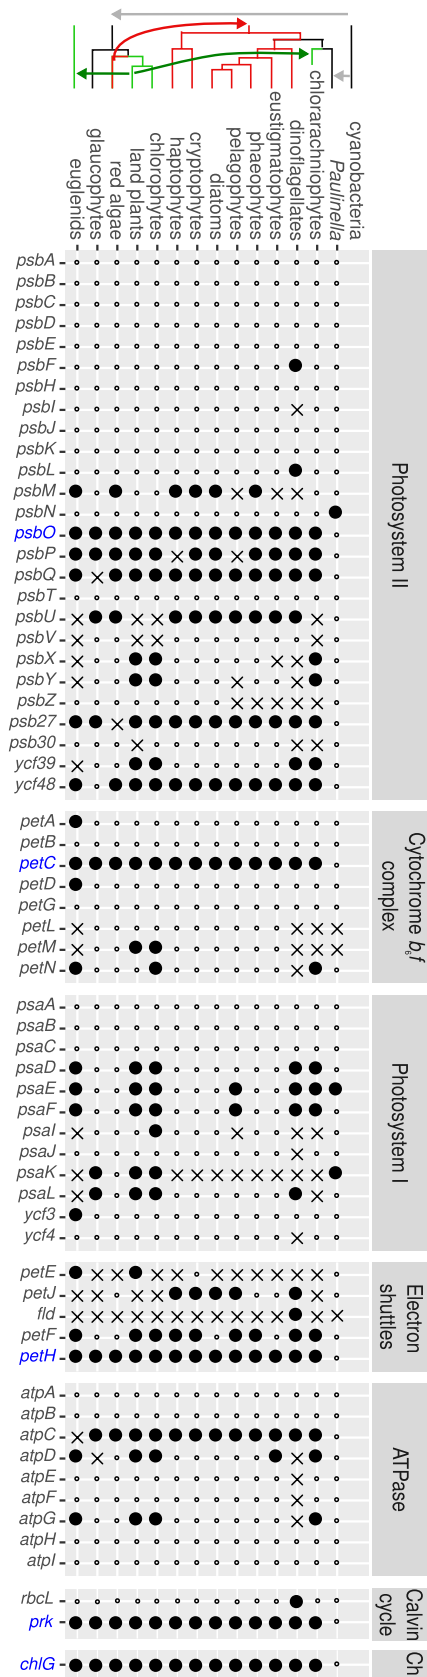 euglenids
glaucophytes
red algae
land plants
chlorophytes
haptophytes
cryptophytes
diatoms
pelagophytes
phaeophytes
eustigmatophytes
dinoflagellates
chlorarachniophytes
Paulinella
cyanobacteria
psbA
psbB
psbC
psbD
psbE
psbF
psbH
psbI
psbJ
psbK
psbL
psbM
psbN
psbO
psbP
psbQ
psbT
psbU
psbV
psbX
psbY
psbZ
psb27
psb30
ycf39
ycf48
Photosystem II
petA
petB
petC
petD
petG
petL
petM
petN
Cytochrome b6f
complex
psaA
psaB
psaC
psaD
psaE
psaF
psaI
psaJ
psaK
psaL
ycf3
ycf4
Photosystem I
petE
petJ
fld
petF
petH
Electron
shuttles
atpA
atpB
atpC
atpD
atpE
atpF
atpG
atpH
atpI
ATPase
rbcL
prk
Calvin
cycle
chlG
Ch